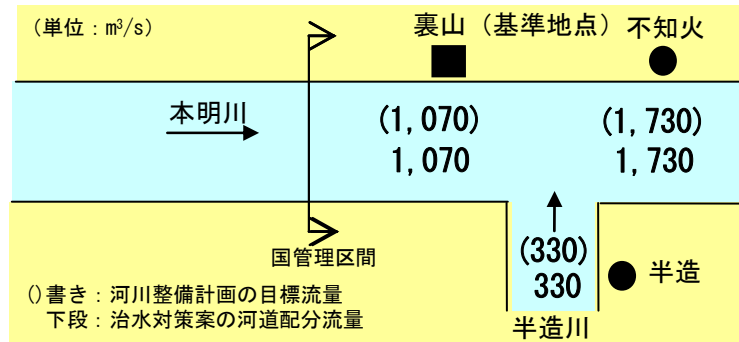 (単位:m³/s)
裏山(基準地点)
不知火
本明川
(1,070)
1,070
(1,730)
1,730
国管理区間
(330)
330
半造
半造川
()書き:河川整備計画の目標流量
下段:治水対策案の河道配分流量